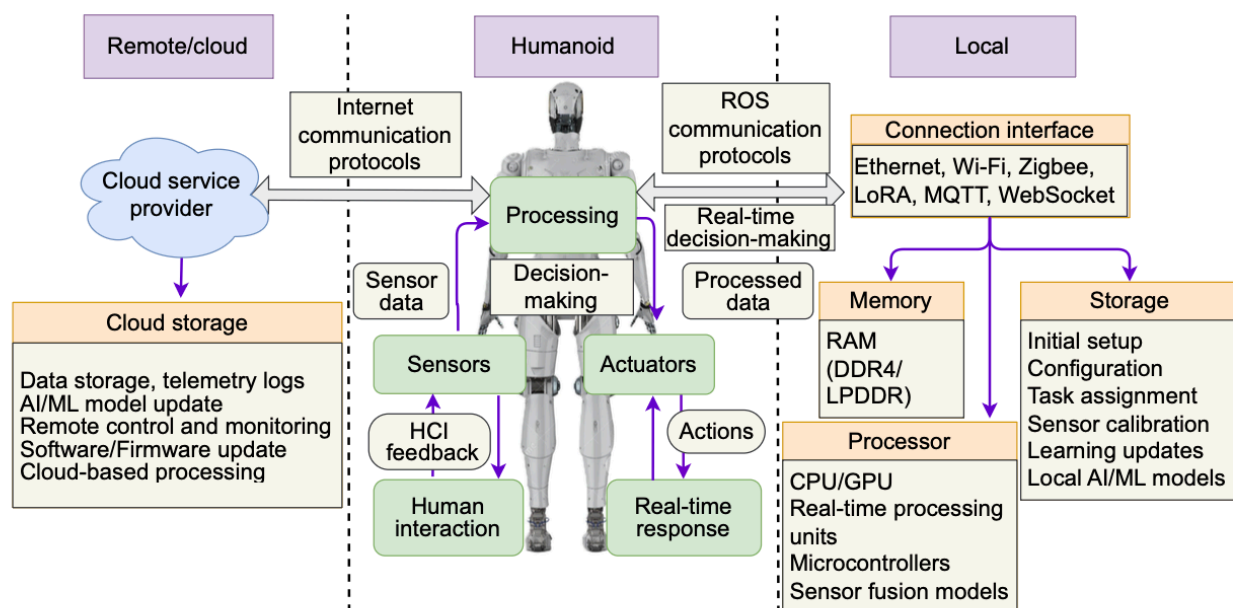 Remote/cloud
Humanoid
Local
Internet
communication
protocols
ROS
communication
protocols
Cloud service
provider
Processing
Real-time
decision-making
Connection interface
Ethernet, Wi-Fi, Zigbee,
LoRA, MQTT, WebSocket
Sensor
data
Decision-
making
Processed
data
Cloud storage
Data storage, telemetry logs
AI/ML model update
Remote control and monitoring
Software/Firmware update
Cloud-based processing
Sensors
Actuators
HCI
feedback
Actions
Human
interaction
Real-time
response
Memory
RAM
(DDR4/
LPDDR)
Processor
CPU/GPU
Real-time processing
units
Microcontrollers
Sensor fusion models
Storage
Initial setup
Configuration
Task assignment
Sensor calibration
Learning updates
Local AI/ML models